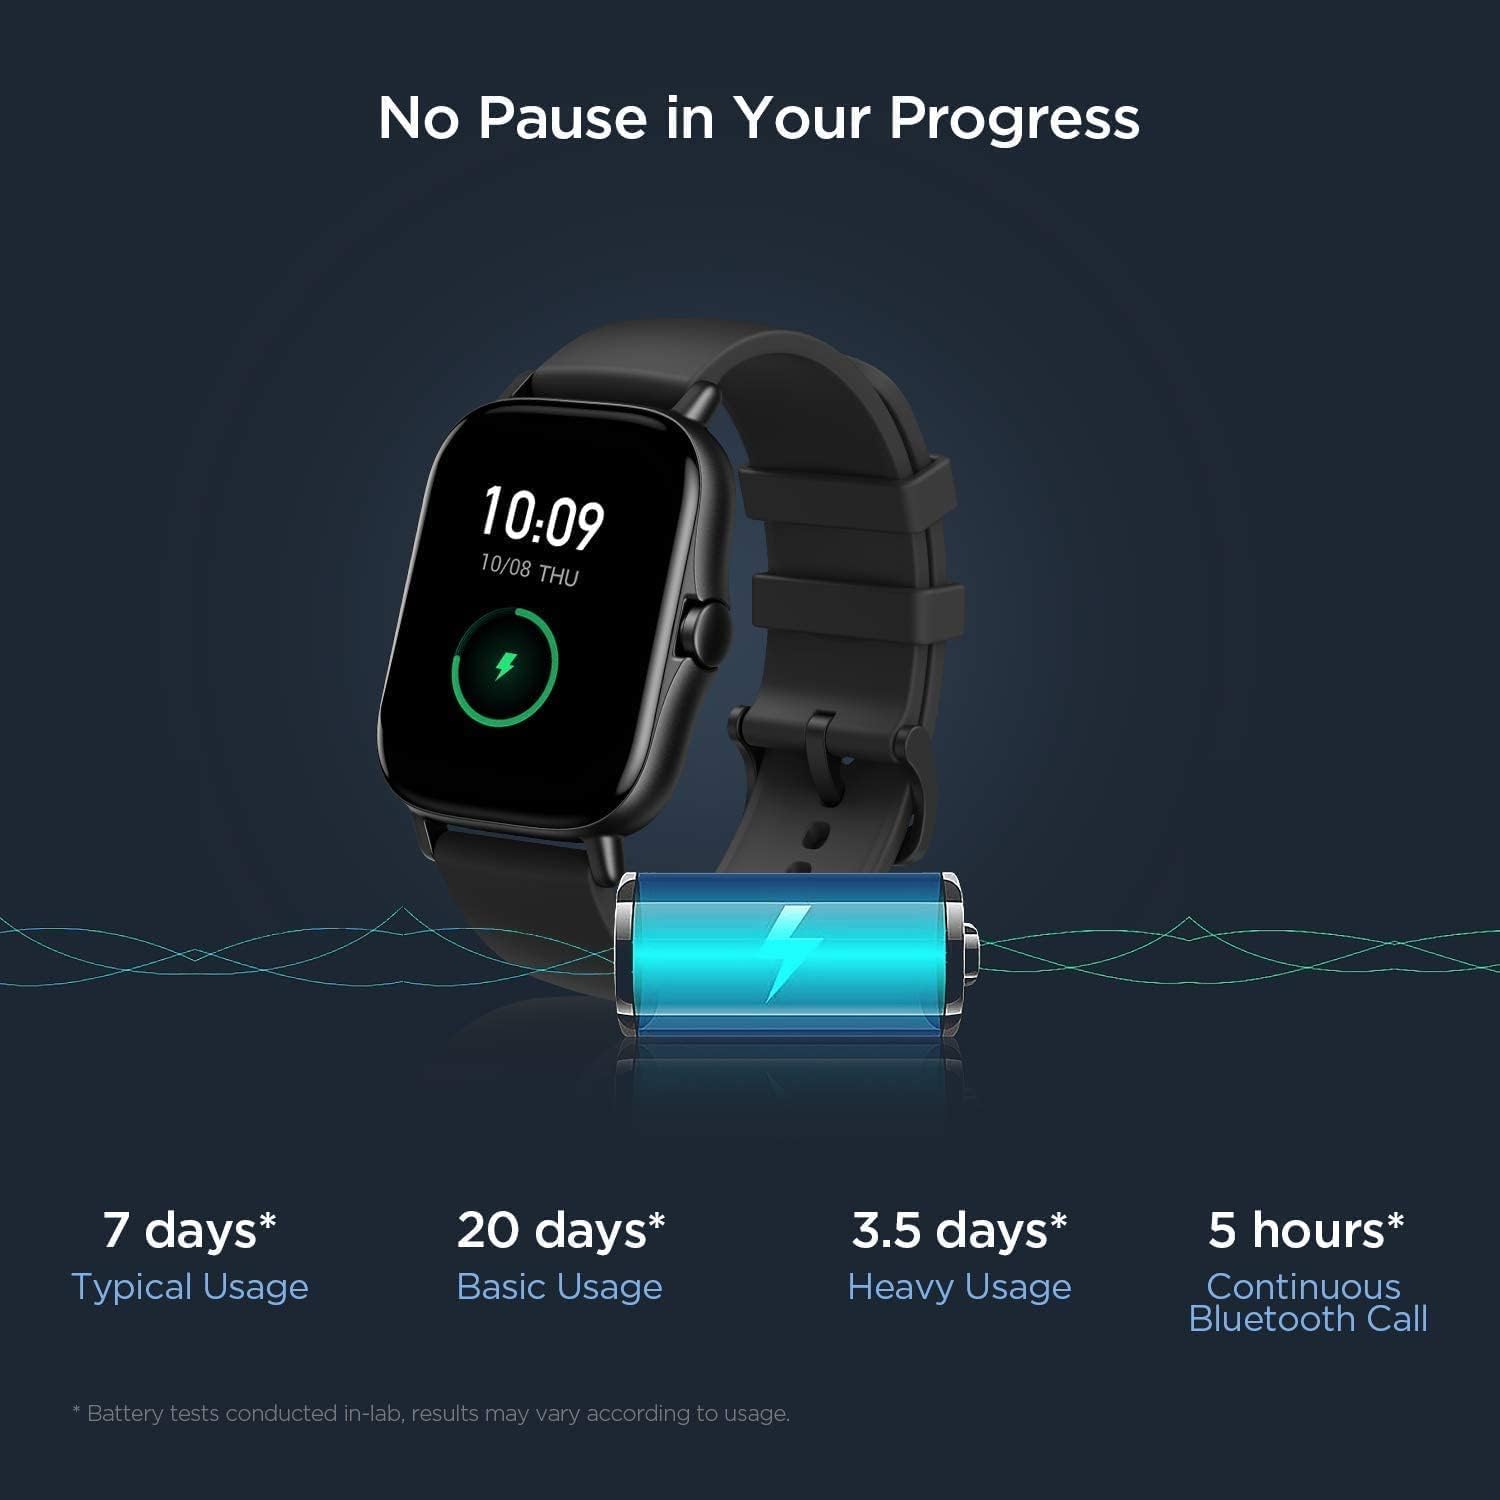 No Pause in Your Progress
10:09
10/08 THU
7 days*
Typical Usage
20 days*
Basic Usage
3.5 days*
Heavy Usage
5 hours*
Continuous
Bluetooth Call
* Battery tests conducted in-lab, results may vary according to usage.